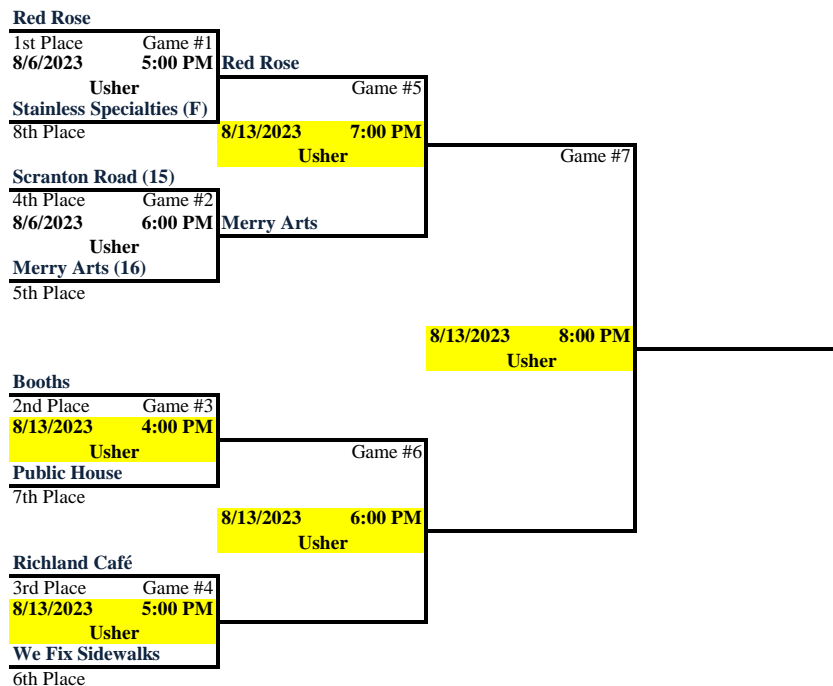 Red Rose
1st Place Game #1
8/6/2023 5:00 PM
Usher
Stainless Specialties (F)
8th Place
Red Rose
Game #5
8/13/2023 7:00 PM
Usher
Scranton Road (15)
4th Place Game #2
8/6/2023 6:00 PM
Usher
Merry Arts (16)
5th Place
Merry Arts
Game #7
8/13/2023 8:00 PM
Usher
Booths
2nd Place Game #3
8/13/2023 4:00 PM
Usher
Public House
7th Place
Game #6
8/13/2023 6:00 PM
Usher
Richland Café
3rd Place Game #4
8/13/2023 5:00 PM
Usher
We Fix Sidewalks
6th Place